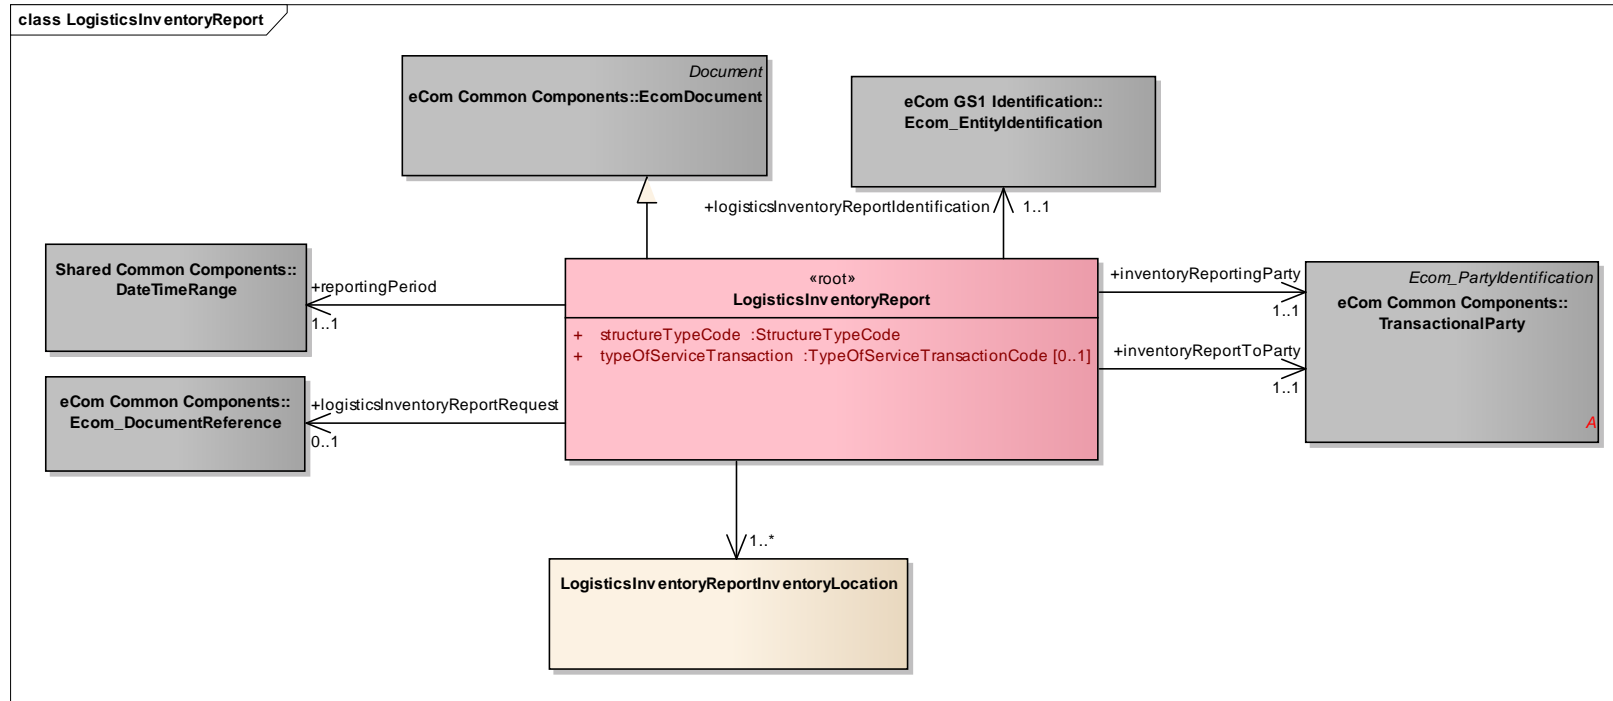 class LogisticsInventoryReport
Document
eCom Common Components::EcomDocument
eCom GS1 Identification::
Ecom_EntityIdentification
+logisticsInventoryReportIdentification
1..1
Shared Common Components::
DateTimeRange
+reportingPeriod
1..1
«root»
LogisticsInventoryReport
+ structureTypeCode :StructureTypeCode
+ typeOfServiceTransaction :TypeOfServiceTransactionCode [0..1]
+inventoryReportingParty
1..1
+inventoryReportToParty
1..1
Ecom_PartyIdentification
eCom Common Components::
TransactionalParty
A
eCom Common Components::
Ecom_DocumentReference
+logisticsInventoryReportRequest
0..1
1..*
LogisticsInventoryReportInventoryLocation